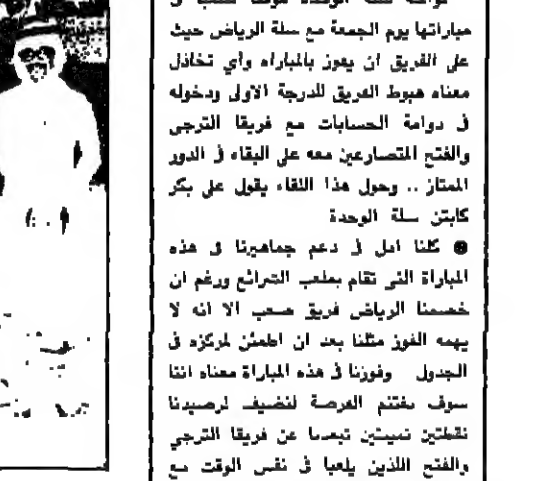 مباراتها يوم الجمعة مع سلة الرياض حيث
على الفريق ان يفوز بالمباراه واي تخاذل
معناه هبوط الفريق للدرجة الاولى ودخوله
في دوامة الحسابات مع فريقا الترجي
والفتح المتصارعين معه على البقاء في الدور
الممتاز .. وحول هذا اللقاء يقول على بكر
كابتن سلة الوحدة
● كلنا امل في دعم جماهيرنا في هذه
المباراة التى تقام بملعب الشرائع ورغم ان
خصمنا الرياض فريق صعب الا انه لا
يهمه الفوز مثلنا بعد ان اطمئن لمركزه في
الجدول وفوزنا في هذه المباراة معناه اننا
سوف نغتنم الفرصة لنضيف لرصيدنا
نقطتين ثمينتين تبعدنا عن فريقا الترجي
والفتح اللذين يلعبا في نفس الوقت مع